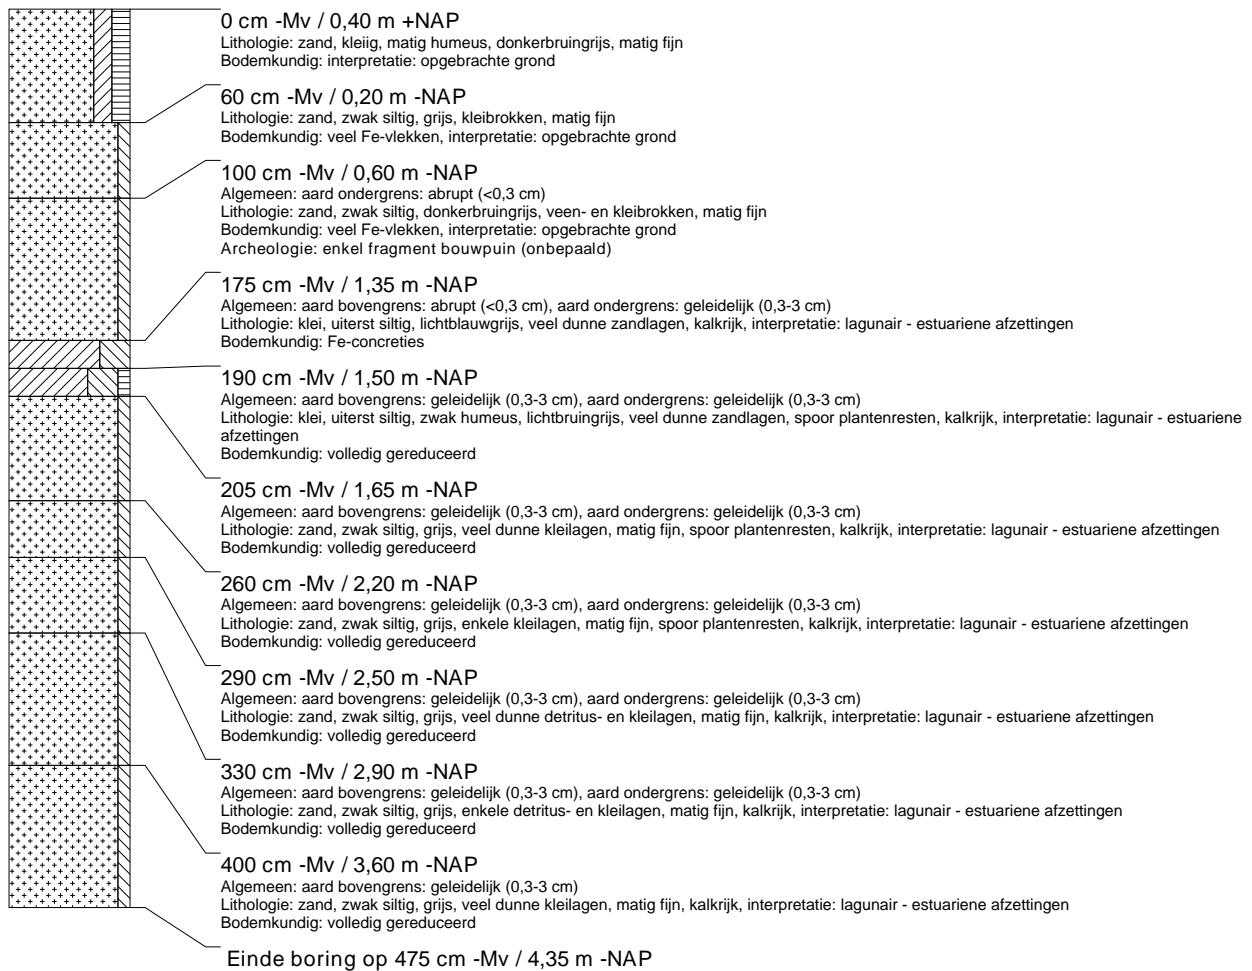 0 cm -Mv / 0,40 m +NAP
Lithologie: zand, kleiig, matig humeus, donkerbruingrijs, matig fijn
Bodemkundig: interpretatie: opgebrachte grond
60 cm -Mv / 0,20 m -NAP
Lithologie: zand, zwak siltig, grijs, kleibrokken, matig fijn
Bodemkundig: veel Fe-vlekken, interpretatie: opgebrachte grond
100 cm -Mv / 0,60 m -NAP
Algemeen: aard ondergrens: abrupt (<0,3 cm)
Lithologie: zand, zwak siltig, donkerbruingrijs, veen- en kleibrokken, matig fijn
Bodemkundig: veel Fe-vlekken, interpretatie: opgebrachte grond
Archeologie: enkel fragment bouwpuin (onbepaald)
175 cm -Mv / 1,35 m -NAP
Algemeen: aard bovengrens: abrupt (<0,3 cm), aard ondergrens: geleidelijk (0,3-3 cm)
Lithologie: klei, uiterst siltig, lichtblauwgrijs, veel dunne zandlagen, kalkrijk, interpretatie: lagunair - estuariene afzettingen
Bodemkundig: Fe-concreties
190 cm -Mv / 1,50 m -NAP
Algemeen: aard bovengrens: geleidelijk (0,3-3 cm), aard ondergrens: geleidelijk (0,3-3 cm)
Lithologie: klei, uiterst siltig, zwak humeus, lichtbruingrijs, veel dunne zandlagen, spoor plantenresten, kalkrijk, interpretatie: lagunair - estuariene
afzettingen
Bodemkundig: volledig gereduceerd
205 cm -Mv / 1,65 m -NAP
Algemeen: aard bovengrens: geleidelijk (0,3-3 cm), aard ondergrens: geleidelijk (0,3-3 cm)
Lithologie: zand, zwak siltig, grijs, veel dunne kleilagen, matig fijn, spoor plantenresten, kalkrijk, interpretatie: lagunair - estuariene afzettingen
Bodemkundig: volledig gereduceerd
260 cm -Mv / 2,20 m -NAP
Algemeen: aard bovengrens: geleidelijk (0,3-3 cm), aard ondergrens: geleidelijk (0,3-3 cm)
Lithologie: zand, zwak siltig, grijs, enkele kleilagen, matig fijn, spoor plantenresten, kalkrijk, interpretatie: lagunair - estuariene afzettingen
Bodemkundig: volledig gereduceerd
290 cm -Mv / 2,50 m -NAP
Algemeen: aard bovengrens: geleidelijk (0,3-3 cm), aard ondergrens: geleidelijk (0,3-3 cm)
Lithologie: zand, zwak siltig, grijs, veel dunne detritus- en kleilagen, matig fijn, kalkrijk, interpretatie: lagunair - estuariene afzettingen
Bodemkundig: volledig gereduceerd
330 cm -Mv / 2,90 m -NAP
Algemeen: aard bovengrens: geleidelijk (0,3-3 cm), aard ondergrens: geleidelijk (0,3-3 cm)
Lithologie: zand, zwak siltig, grijs, enkele detritus- en kleilagen, matig fijn, kalkrijk, interpretatie: lagunair - estuariene afzettingen
Bodemkundig: volledig gereduceerd
400 cm -Mv / 3,60 m -NAP
Algemeen: aard bovengrens: geleidelijk (0,3-3 cm)
Lithologie: zand, zwak siltig, grijs, veel dunne kleilagen, matig fijn, kalkrijk, interpretatie: lagunair - estuariene afzettingen
Bodemkundig: volledig gereduceerd
Einde boring op 475 cm -Mv / 4,35 m -NAP